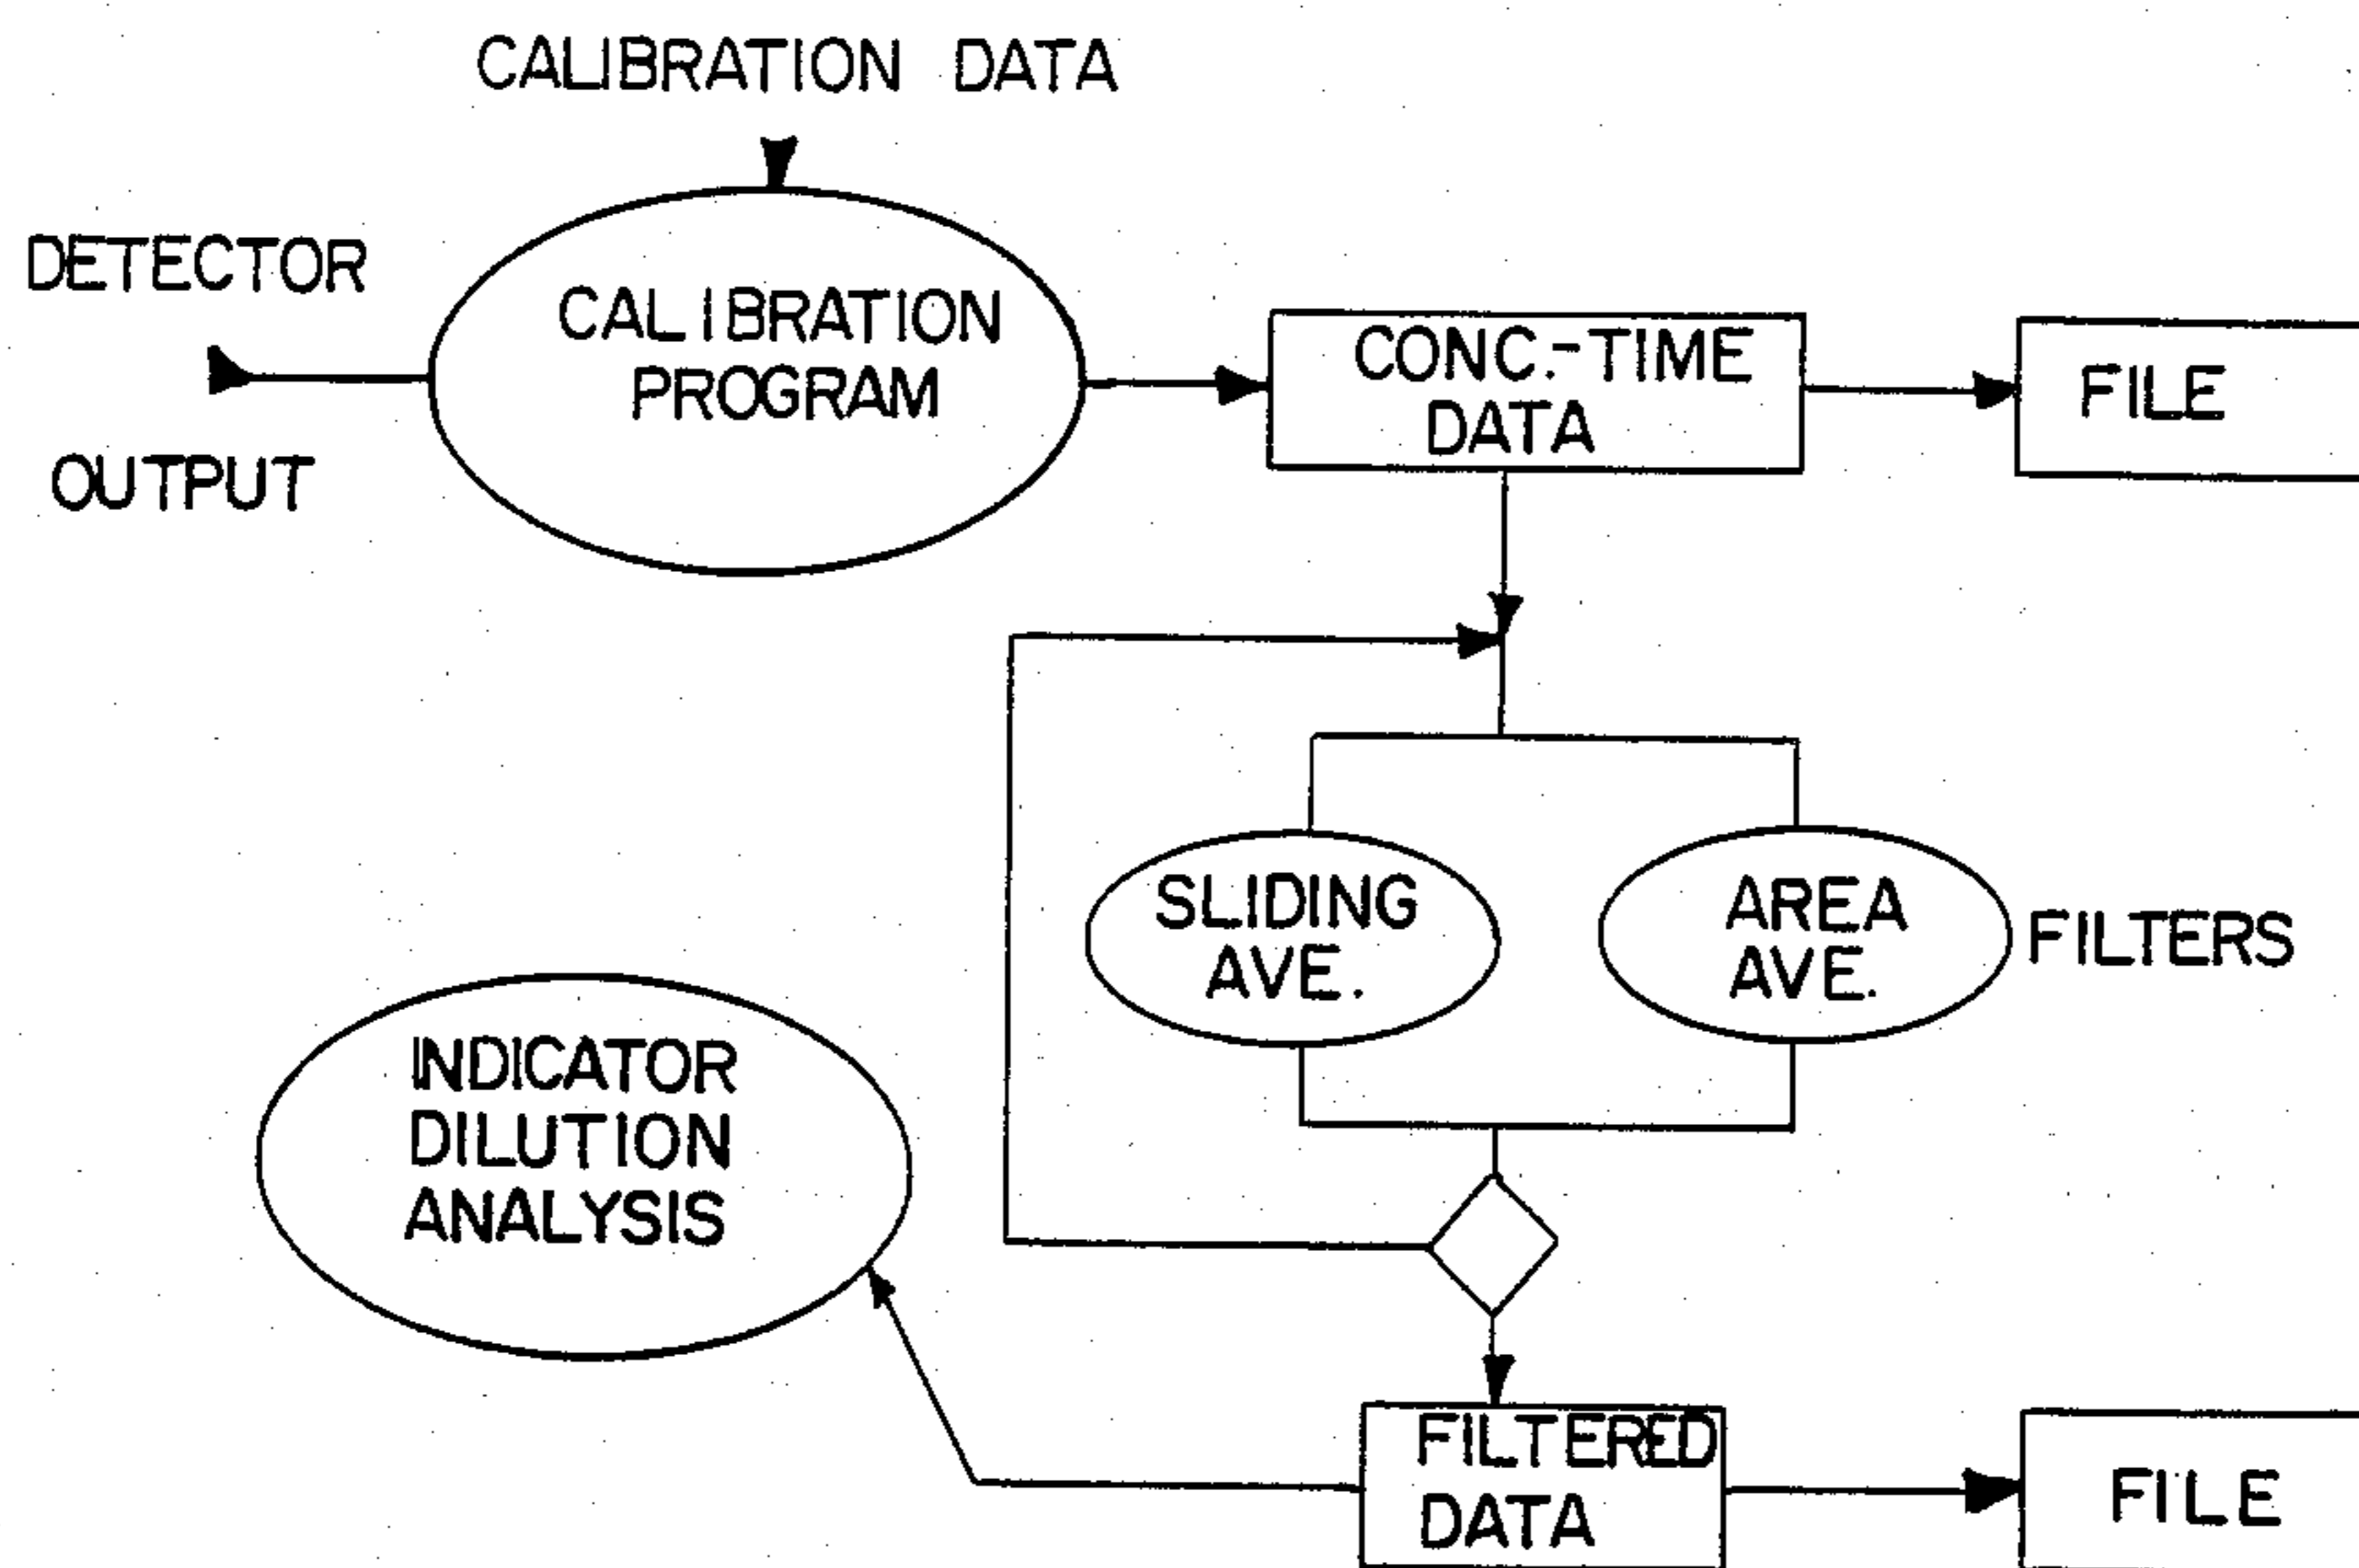 CALIBRATION DATA
DETECTOR
OUTPUT
CALIBRATION
PROGRAM
CONC.-TIME
DATA
FILE
SLIDING
AVE.
AREA
AVE.
FILTERS
INDICATOR
DILUTION
ANALYSIS
FILTERED
DATA
FILE